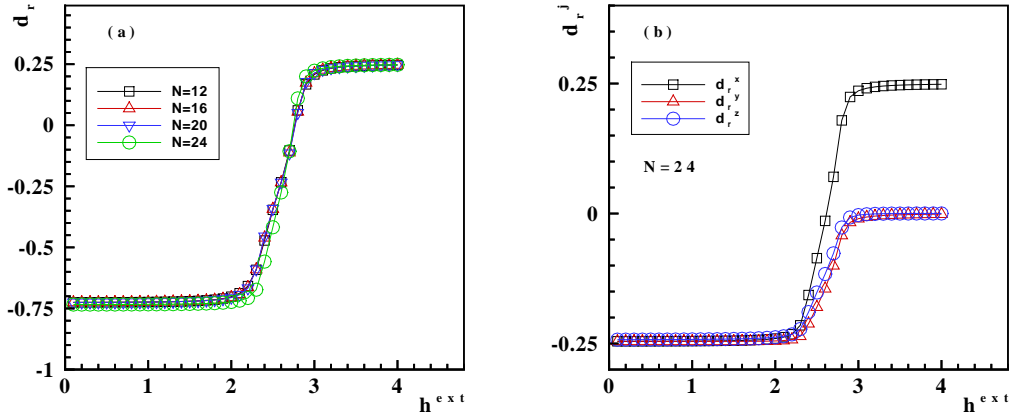 (a)
d_r
0.25
0
-0.25
-0.5
-0.75
-1
N=12
N=16
N=20
N=24
0 1 2 3 4
h^ext
(b)
d_r^j
0.25
0
-0.25
d_r^x
d_r^y
d_r^z
N=24
0 1 2 3 4
h^ext